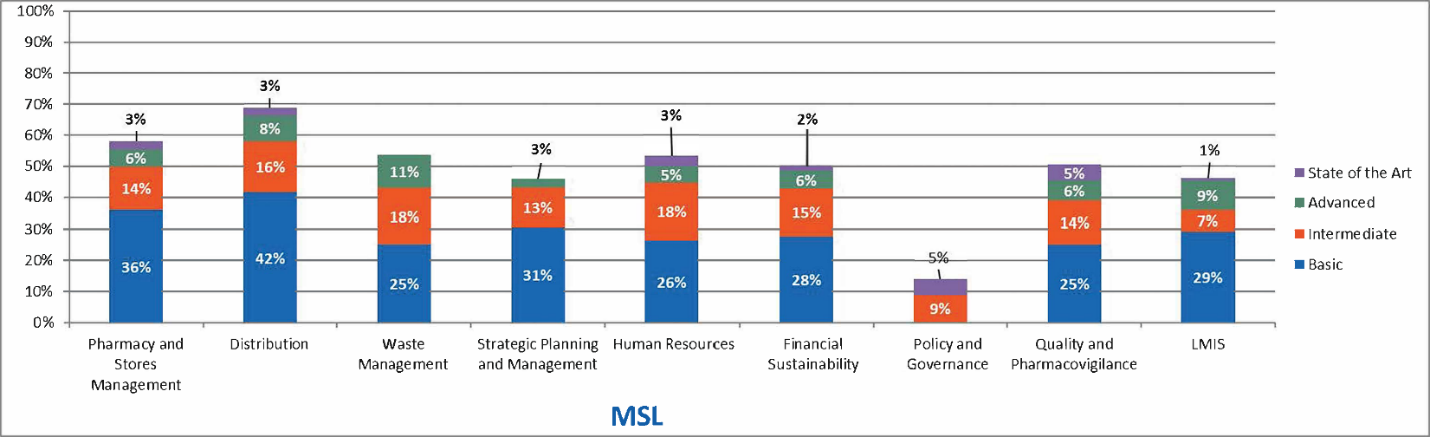 100%
90%
80%
70%
60%
50%
40%
30%
20%
10%
0%
3%
6%
14%
36%
3%
8%
16%
42%
11%
18%
25%
3%
13%
31%
3%
5%
18%
26%
2%
6%
15%
28%
5%
9%
5%
6%
14%
25%
1%
9%
7%
29%
State of the Art
Advanced
Intermediate
Basic
Pharmacy and
Stores
Management
Distribution
Waste
Management
Strategic Planning
and Management
Human Resources
Financial
Sustainability
Policy and
Governance
Quality and
Pharmacovigilance
LMIS
MSL